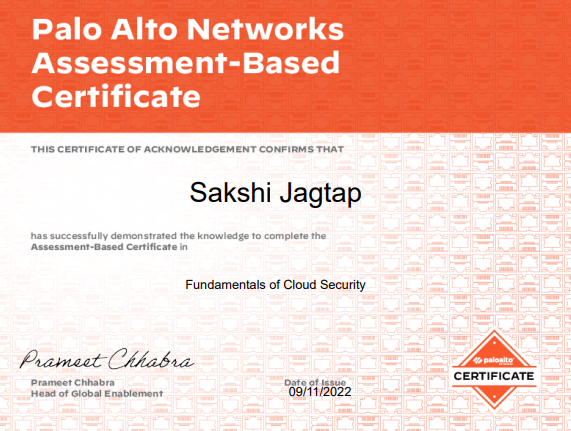 Palo Alto Networks
Assessment-Based
Certificate
THIS CERTIFICATE OF ACKNOWLEDGEMENT CONFIRMS THAT
Sakshi Jagtap
has successfully demonstrated the knowledge to complete the
Assessment-Based Certificate in
Fundamentals of Cloud Security
Prameet Chhabra
Prameet Chhabra
Head of Global Enablement
Date of Issue
09/11/2022
paloalto
CERTIFICATE